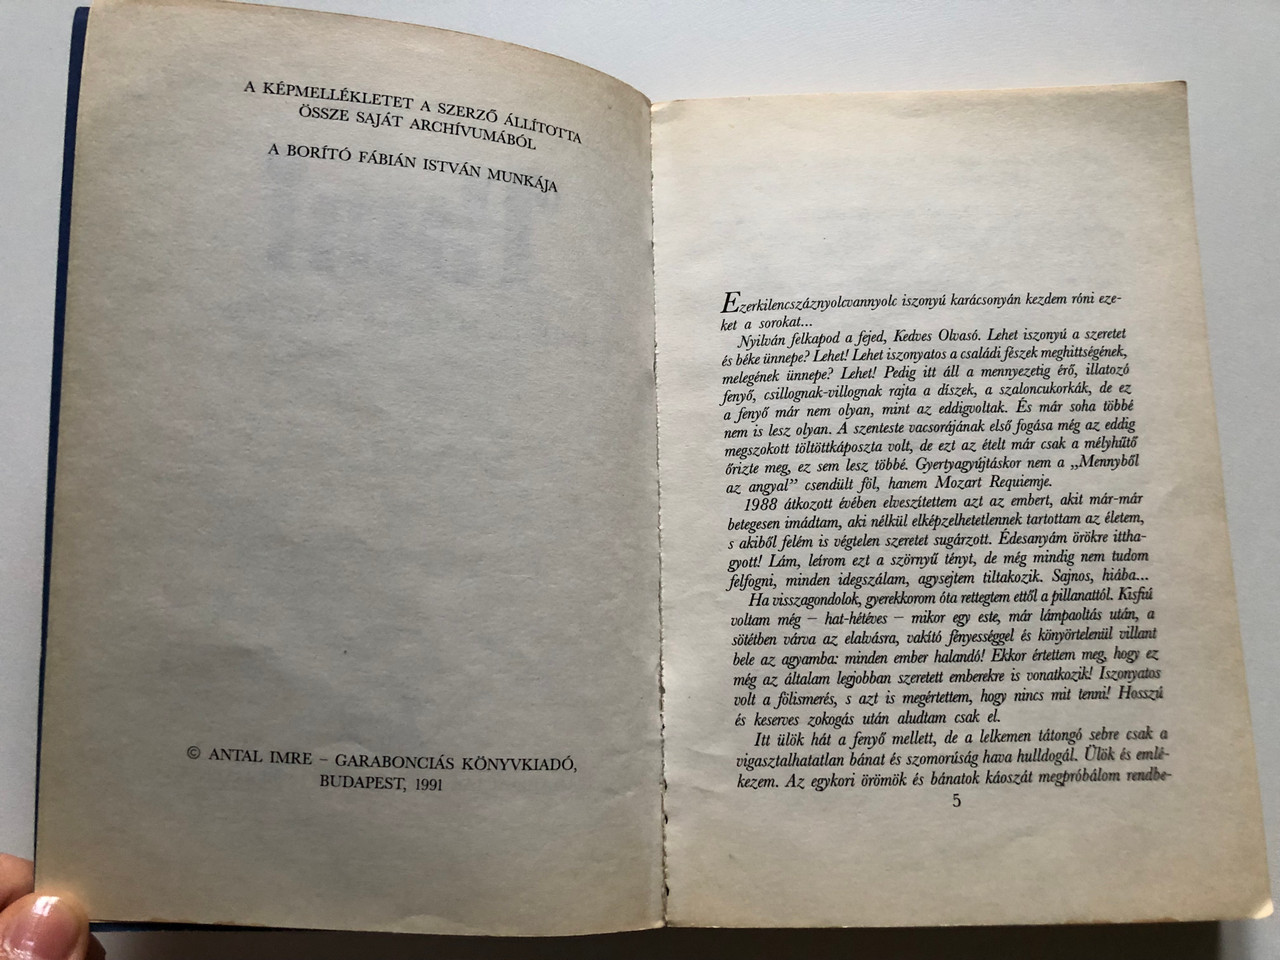 A KÉPMELLÉKLETET A SZERZŐ ÁLLÍTOTTA
ÖSSZE SAJÁT ARCHÍVUMÁBÓL
A BORÍTÓ FÁBIÁN ISTVÁN MUNKÁJA
© ANTAL IMRE – GARABONCIÁS KÖNYVKIADÓ,
BUDAPEST, 1991
Ezerkilencszáznyolcvannyolc iszonyú karácsonyán kezdem róni eze-
ket a sorokat...
Nyilván felkapod a fejed, Kedves Olvasó. Lehet iszonyú a szeretet
és béke ünnepe? Lehet! Lehet iszonyatos a családi fészek meghittségének,
melegének ünnepe? Lehet! Pedig itt áll a mennyezetig érő, illatozó
fenyő, csillognak-villognak rajta a díszek, a szaloncukorkák, de ez
a fenyő már nem olyan, mint az eddigvoltak. És már soha többé
nem is lesz olyan. A szenteste vacsorájának első fogása még az eddig
megszokott töltöttkáposzta volt, de ezt az ételt már csak a mélyhűtő
őrizte meg, ez sem lesz többé. Gyertyagyújtáskor nem a „Mennyből
az angyal” csendült föl, hanem Mozart Requiemje.
1988 átkozott évében elveszítettem azt az embert, akit már-már
betegesen imádtam, aki nélkül elképzelhetetlennek tartottam az életem,
s akiből felém is végtelen szeretet sugárzott. Édesanyám örökre ittha-
gyott! Lám, leírom ezt a szörnyű tényt, de még mindig nem tudom
felfogni, minden idegszálam, agysejtem tiltakozik. Sajnos, hiába...
Ha visszagondolok, gyerekkorom óta rettegtem ettől a pillanattól. Kisfiú
voltam még – hat-hétéves – mikor egy este, már lámpaoltás után, a
sötétben várva az elalvásra, vakító fényességgel és könyörtelenül villant
bele az agyamba: minden ember halandó! Ekkor értettem meg, hogy ez
még az általam legjobban szeretett emberekre is vonatkozik! Iszonyatos
volt a fölismerés, s azt is megértettem, hogy nincs mit tenni! Hosszú
és keserves zokogás után aludtam csak el.
Itt ülök hát a fenyő mellett, de a lelkemen tátongó sebre csak a
vigasztalhatatlan bánat és szomorúság hava hulldogál. Ülök és emlé-
kezem. Az egykori örömök és bánatok káoszát megpróbálom rendbe-
5